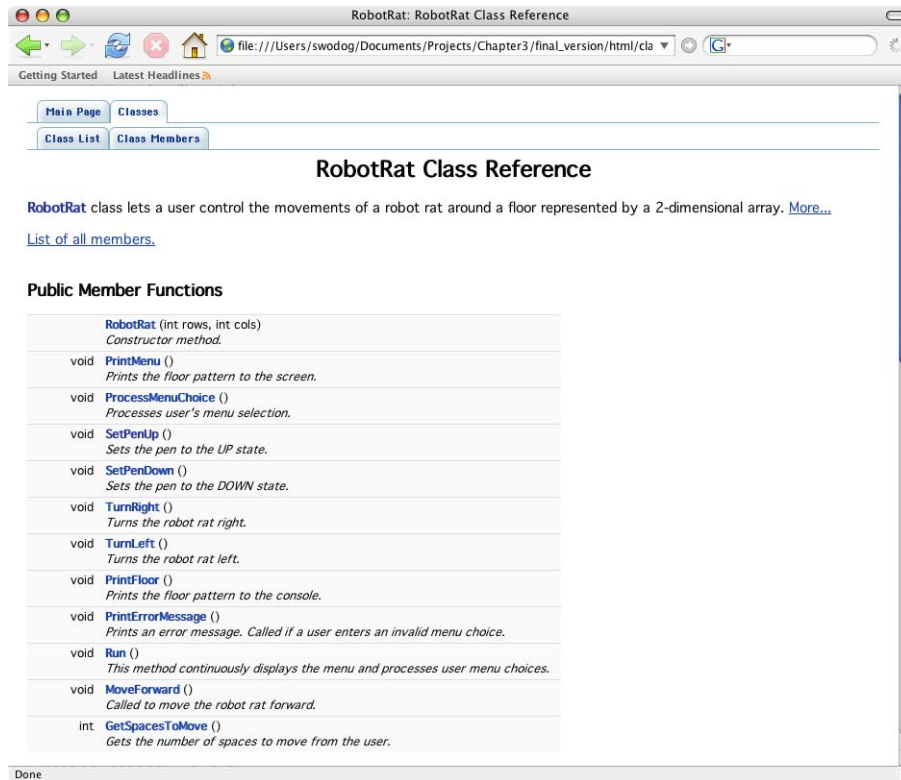 RobotRat: RobotRat Class Reference
file:///Users/swodog/Documents/Projects/Chapter3/final_version/html/cla
G
Getting Started Latest Headlines
Main Page Classes
Class List Class Members
RobotRat Class Reference
RobotRat class lets a user control the movements of a robot rat around a floor represented by a 2-dimensional array. More...
List of all members.
Public Member Functions
RobotRat (int rows, int cols)
Constructor method.
void PrintMenu ()
Prints the floor pattern to the screen.
void ProcessMenuChoice ()
Processes user's menu selection.
void SetPenUp ()
Sets the pen to the UP state.
void SetPenDown ()
Sets the pen to the DOWN state.
void TurnRight ()
Turns the robot rat right.
void TurnLeft ()
Turns the robot rat left.
void PrintFloor ()
Prints the floor pattern to the console.
void PrintErrorMessage ()
Prints an error message. Called if a user enters an invalid menu choice.
void Run ()
This method continuously displays the menu and processes user menu choices.
void MoveForward ()
Called to move the robot rat forward.
int GetSpacesToMove ()
Gets the number of spaces to move from the user.
Done